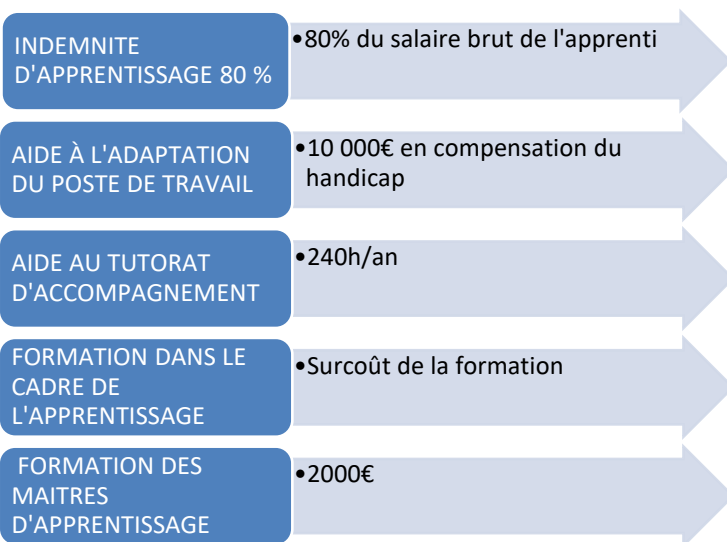 INDEMNITE
D'APPRENTISSAGE 80 %
•80% du salaire brut de l'apprenti
AIDE À L'ADAPTATION
DU POSTE DE TRAVAIL
•10 000€ en compensation du
handicap
AIDE AU TUTORAT
D'ACCOMPAGNEMENT
•240h/an
FORMATION DANS LE
CADRE DE
L'APPRENTISSAGE
•Surcoût de la formation
FORMATION DES
MAITRES
D'APPRENTISSAGE
•2000€